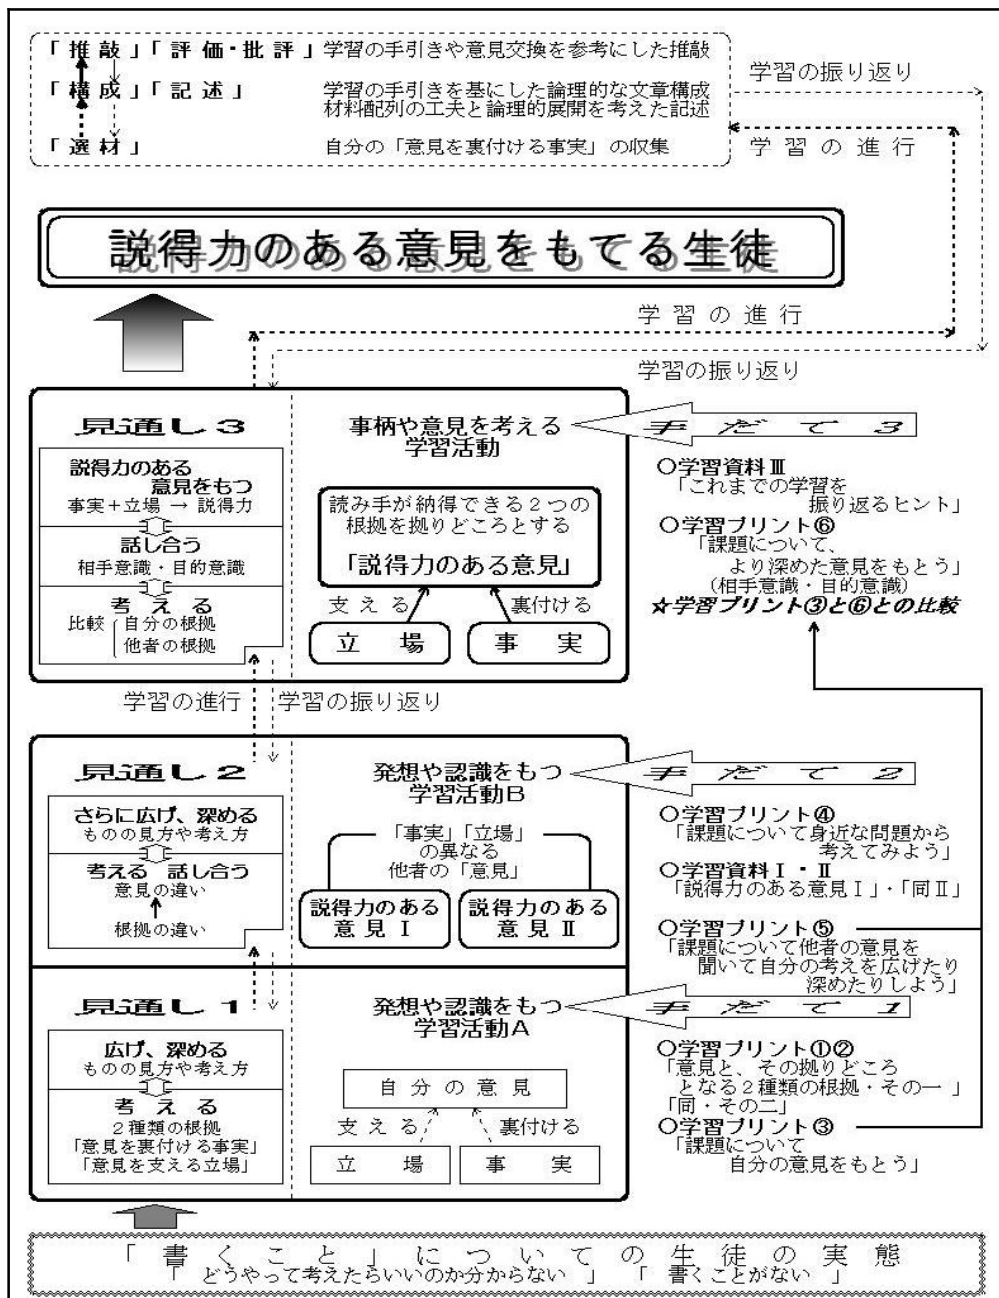 「推敲」「評価・批評」 学習の手引きや意見交換を参考にした推敲
「構成」「記述」 学習の手引きを基にした論理的な文章構成
材料配列の工夫と論理的展開を考えた記述
「選材」 自分の「意見を裏付ける事実」の収集
学習の振り返り
学習の進行
説得力のある意見をもてる生徒
学習の進行
学習の振り返り
見通し3
説得力のある
意見をもつ
事実+立場 → 説得力
話し合う
相手意識・目的意識
考える
比較 自分の根拠
他者の根拠
事柄や意見を考える
学習活動
読み手が納得できる2つの
根拠を拠りどころとする
「説得力のある意見」
支える 裏付ける
立場 事実
手だて3
○学習資料Ⅲ
「これまでの学習を
振り返るヒント」
○学習プリント⑥
「課題について、
より深めた意見をもとう」
(相手意識・目的意識)
☆学習プリント③と⑥との比較
学習の進行 学習の振り返り
見通し2
さらに広げ、深める
ものの見方や考え方
考える 話し合う
意見の違い
根拠の違い
発想や認識をもつ
学習活動B
「事実」「立場」
の異なる
他者の「意見」
説得力のある
意見Ⅰ
説得力のある
意見Ⅱ
手だて2
○学習プリント④
「課題について身近な問題から
考えてみよう」
○学習資料Ⅰ・Ⅱ
「説得力のある意見Ⅰ」・「同Ⅱ」
○学習プリント⑤
「課題について他者の意見を
聞いて自分の考えを広げたり
深めたりしよう」
見通し1
広げ、深める
ものの見方や考え方
考える
2種類の根拠
「意見を裏付ける事実」
「意見を支える立場」
発想や認識をもつ
学習活動A
自分の意見
支える 裏付ける
立場 事実
手だて1
○学習プリント①②
「意見と、その拠りどころ
となる2種類の根拠・その一」
「同・その二」
○学習プリント③
「課題について
自分の意見をもとう」
「書くこと」についての生徒の実態
「どうやって考えたらいいのか分からない」 「書くことがない」